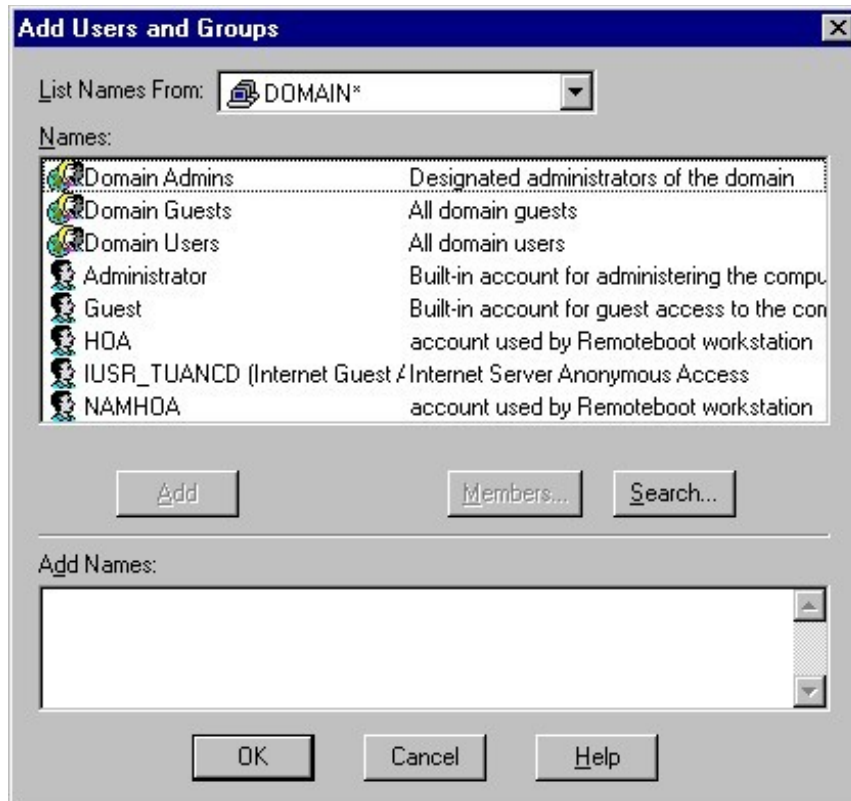 Add Users and Groups
List Names From: DOMAIN*
Names:
Domain Admins Designated administrators of the domain
Domain Guests All domain guests
Domain Users All domain users
Administrator Built-in account for administering the compu
Guest Built-in account for guest access to the con
HOA account used by Remoteboot workstation
IUSR_TUANCD (Internet Guest A Internet Server Anonymous Access
NAMHOA account used by Remoteboot workstation
Add Members... Search...
Add Names:
OK Cancel Help